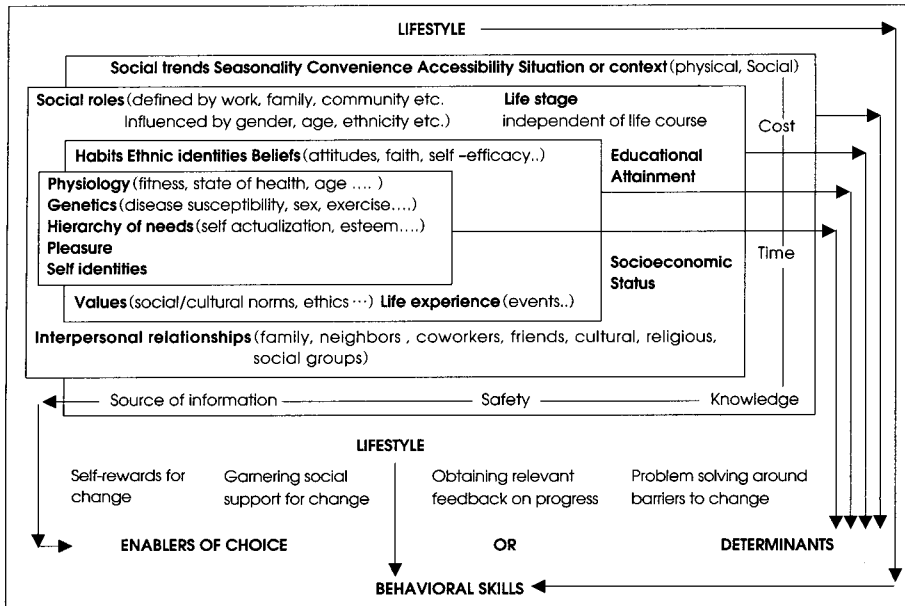 LIFESTYLE
Social trends Seasonality Convenience Accessibility Situation or context (physical, Social)
Social roles (defined by work, family, community etc.
Influenced by gender, age, ethnicity etc.)
Life stage
independent of life course
Cost
Habits Ethnic identities Beliefs (attitudes, faith, self –efficacy..)
Educational
Attainment
Physiology (fitness, state of health, age .... )
Genetics (disease susceptibility, sex, exercise....)
Hierarchy of needs (self actualization, esteem....)
Pleasure
Self identities
Time
Socioeconomic
Status
Values (social/cultural norms, ethics ···) Life experience (events..)
Interpersonal relationships (family, neighbors , coworkers, friends, cultural, religious,
social groups)
Source of information Safety Knowledge
LIFESTYLE
Self-rewards for
change
Garnering social
support for change
Obtaining relevant
feedback on progress
Problem solving around
barriers to change
ENABLERS OF CHOICE OR DETERMINANTS
BEHAVIORAL SKILLS